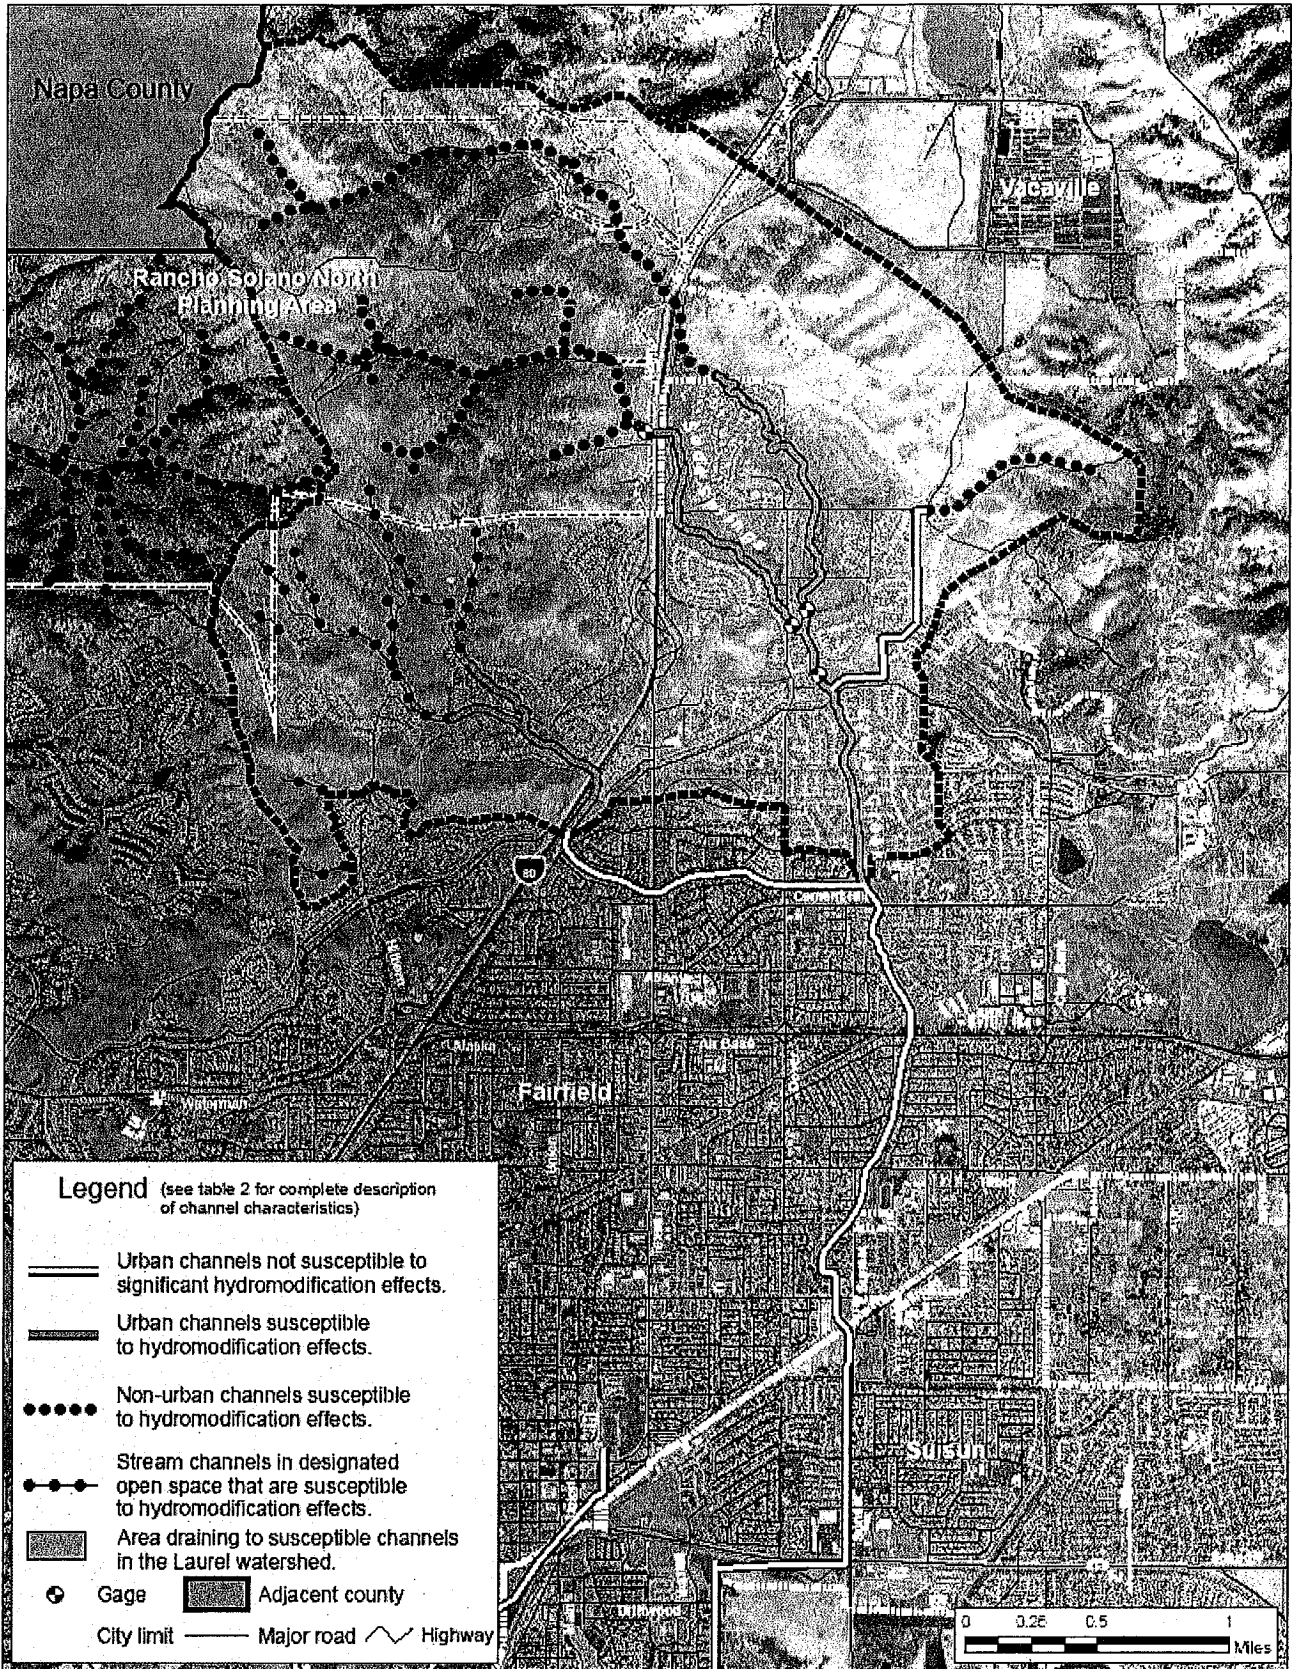 Napa County
Vacaville
Rancho Solano North
Planning Area
80
Air Base
Fairfield
Waterman
Suisun
Legend (see table 2 for complete description
of channel characteristics)
Urban channels not susceptible to
significant hydromodification effects.
Urban channels susceptible
to hydromodification effects.
Non-urban channels susceptible
to hydromodification effects.
Stream channels in designated
open space that are susceptible
to hydromodification effects.
Area draining to susceptible channels
in the Laurel watershed.
Gage Adjacent county
City limit Major road Highway
0 0.25 0.5 1
Miles